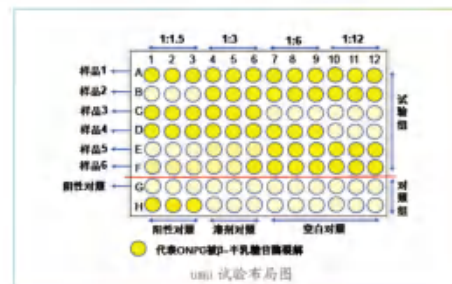 1:1.5 1:3 1:6 1:12
1 2 3 4 5 6 7 8 9 10 11 12
样品1 A
样品2 B
样品3 C
样品4 D
样品5 E
样品6 F
阴性对照 G
H
试验组
对照组
阳性对照 溶剂对照 空白对照
代表ONPG被β-半乳糖苷酶裂解
umu 试验布局图